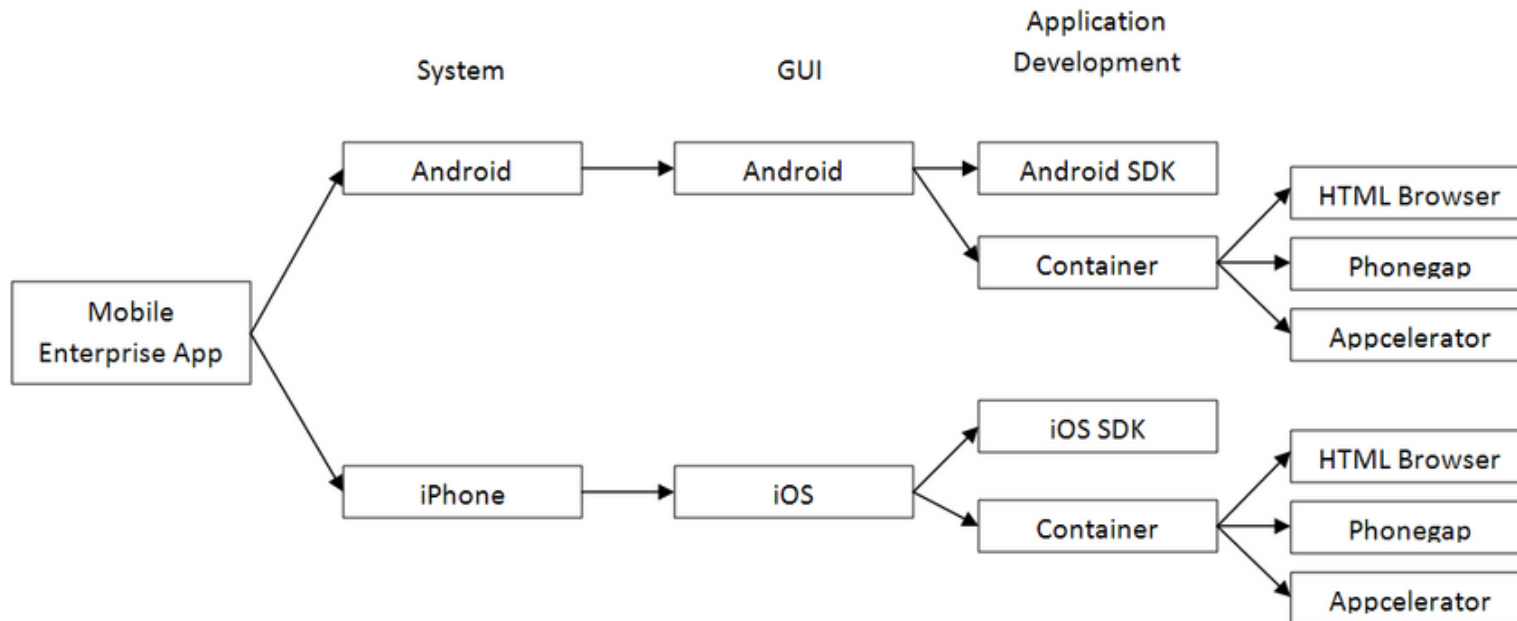 Application
Development
System
GUI
Android
Android
Android SDK
HTML Browser
Container
Phonegap
Mobile
Enterprise App
Appcelerator
iOS SDK
HTML Browser
iPhone
iOS
Container
Phonegap
Appcelerator